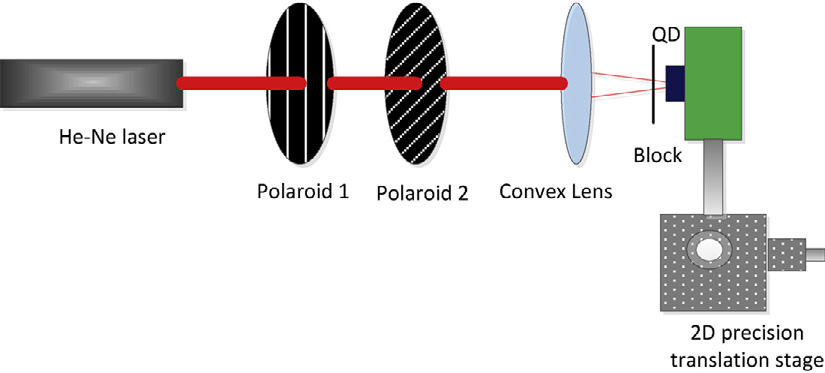 QD
He-Ne laser
Block
Polaroid 1
Polaroid 2
Convex Lens
2D precision
translation stage